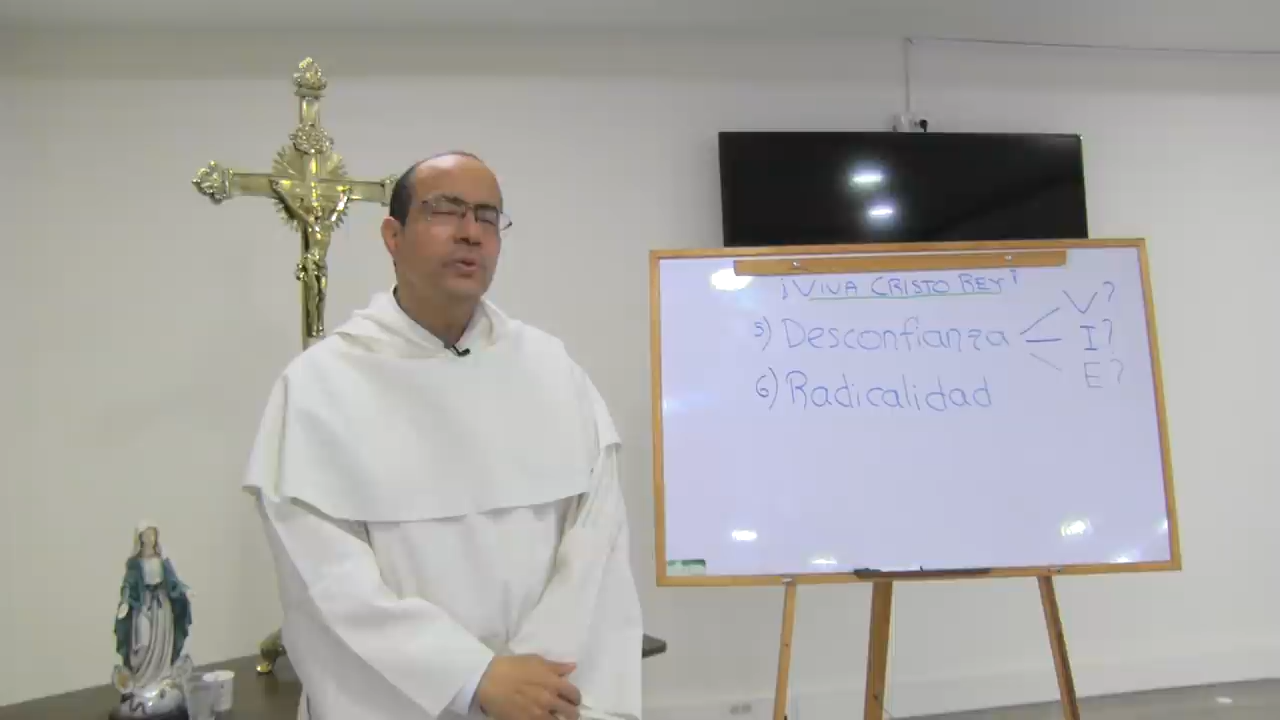 ¡VIVA CRISTO REY!
5) Desconfianza V?
I?
E?
6) Radicalidad